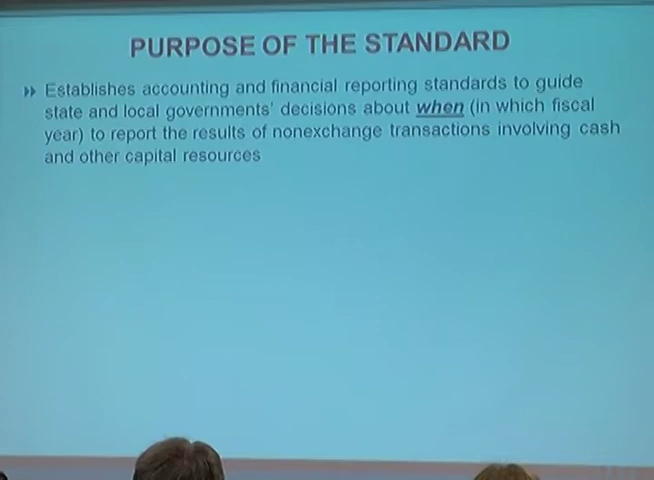 PURPOSE OF THE STANDARD
Establishes accounting and financial reporting standards to guide
state and local governments' decisions about when (in which fiscal
year) to report the results of nonexchange transactions involving cash
and other capital resources